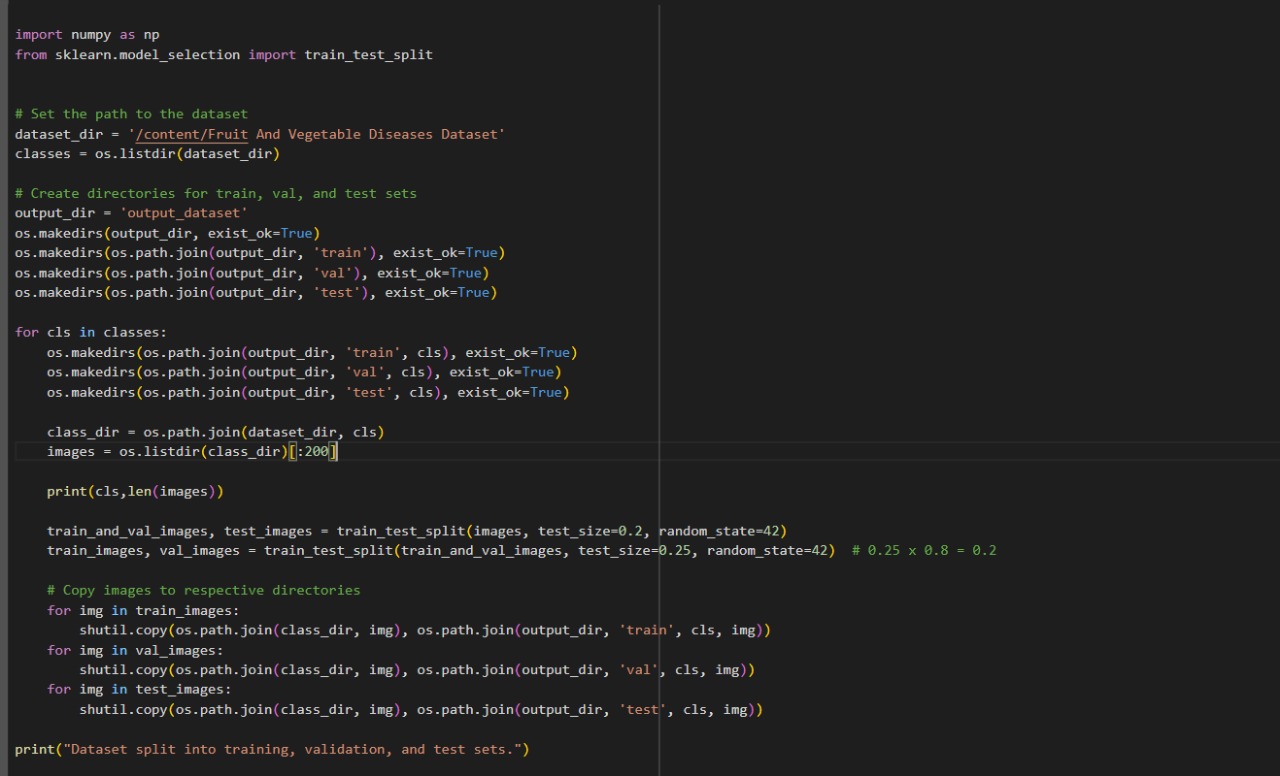 import numpy as np
from sklearn.model_selection import train_test_split
# Set the path to the dataset
dataset_dir = '/content/Fruit And Vegetable Diseases Dataset'
classes = os.listdir(dataset_dir)
# Create directories for train, val, and test sets
output_dir = 'output_dataset'
os.makedirs(output_dir, exist_ok=True)
os.makedirs(os.path.join(output_dir, 'train'), exist_ok=True)
os.makedirs(os.path.join(output_dir, 'val'), exist_ok=True)
os.makedirs(os.path.join(output_dir, 'test'), exist_ok=True)
for cls in classes:
    os.makedirs(os.path.join(output_dir, 'train', cls), exist_ok=True)
    os.makedirs(os.path.join(output_dir, 'val', cls), exist_ok=True)
    os.makedirs(os.path.join(output_dir, 'test', cls), exist_ok=True)
    class_dir = os.path.join(dataset_dir, cls)
    images = os.listdir(class_dir)[:200]
    print(cls,len(images))
    train_and_val_images, test_images = train_test_split(images, test_size=0.2, random_state=42)
    train_images, val_images = train_test_split(train_and_val_images, test_size=0.25, random_state=42)  # 0.25 x 0.8 = 0.2
    # Copy images to respective directories
    for img in train_images:
        shutil.copy(os.path.join(class_dir, img), os.path.join(output_dir, 'train', cls, img))
    for img in val_images:
        shutil.copy(os.path.join(class_dir, img), os.path.join(output_dir, 'val', cls, img))
    for img in test_images:
        shutil.copy(os.path.join(class_dir, img), os.path.join(output_dir, 'test', cls, img))
print("Dataset split into training, validation, and test sets.")